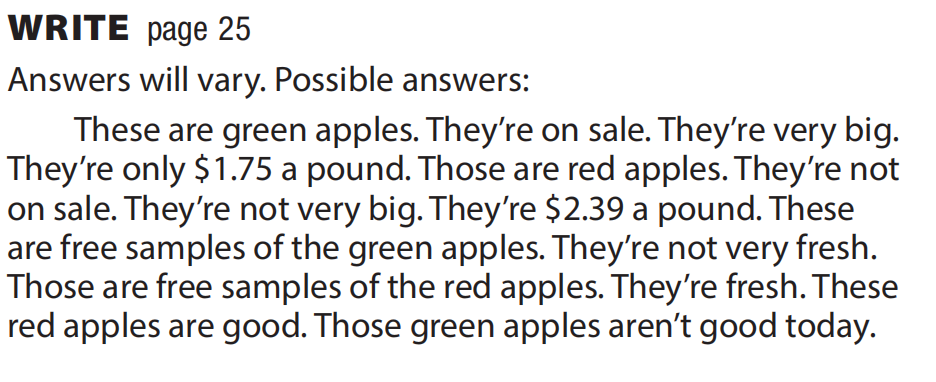 WRITE page 25
Answers will vary. Possible answers:
These are green apples. They’re on sale. They’re very big.
They’re only $1.75 a pound. Those are red apples. They’re not
on sale. They’re not very big. They’re $2.39 a pound. These
are free samples of the green apples. They’re not very fresh.
Those are free samples of the red apples. They’re fresh. These
red apples are good. Those green apples aren’t good today.